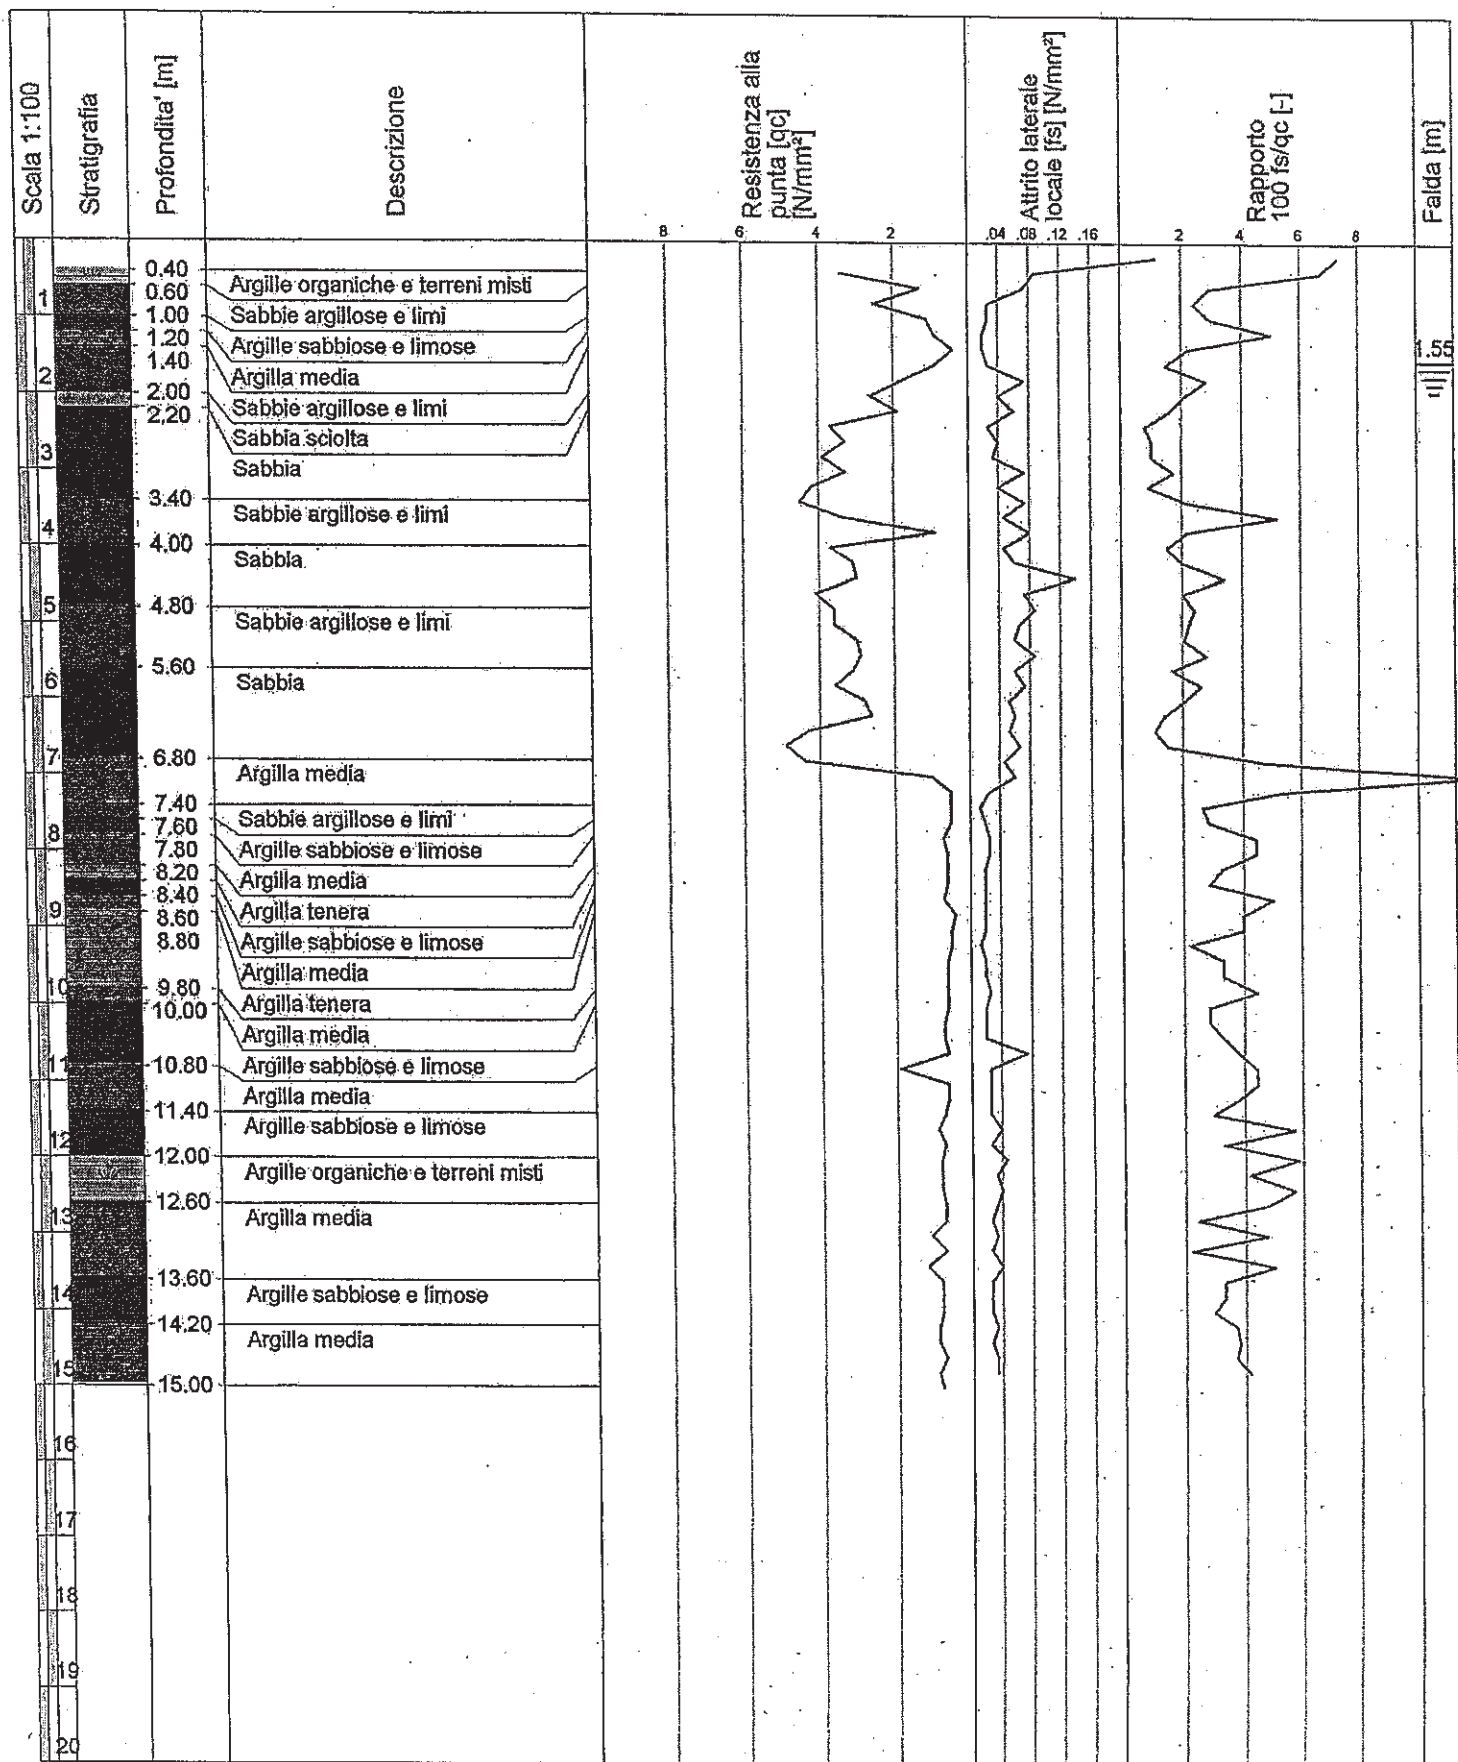 Scala 1:100
Stratigrafia
Profondita' [m]
Descrizione
Resistenza alla
punta [qc]
[N/mm²]
Attrito laterale
locale [fs] [N/mm²]
Rapporto
100 fs/qc [-]
Falda [m]
8 6 4 2
.04 .08 .12 .16
2 4 6 8
0.40
Argille organiche e terreni misti
0.60
1
1.00
Sabbie argillose e limi
1.20
Argille sabbiose e limose
1.55
1.40
2
Argilla media
2.00
Sabbie argillose e limi
2.20
Sabbia sciolta
3
Sabbia
3.40
Sabbie argillose e limi
4
4.00
Sabbia
5
4.80
Sabbie argillose e limi
5.60
6
Sabbia
7
6.80
Argilla media
7.40
Sabbie argillose e limi
7.60
8
7.80
Argille sabbiose e limose
8.20
Argilla media
8.40
9
Argilla tenera
8.60
8.80
Argille sabbiose e limose
Argilla media
10
9.80
Argilla tenera
10.00
Argilla media
11
10.80
Argille sabbiose e limose
Argilla media
11.40
Argille sabbiose e limose
12
12.00
Argille organiche e terreni misti
12.60
13
Argilla media
13.60
14
Argille sabbiose e limose
14.20
Argilla media
15
15.00
16
17
18
19
20